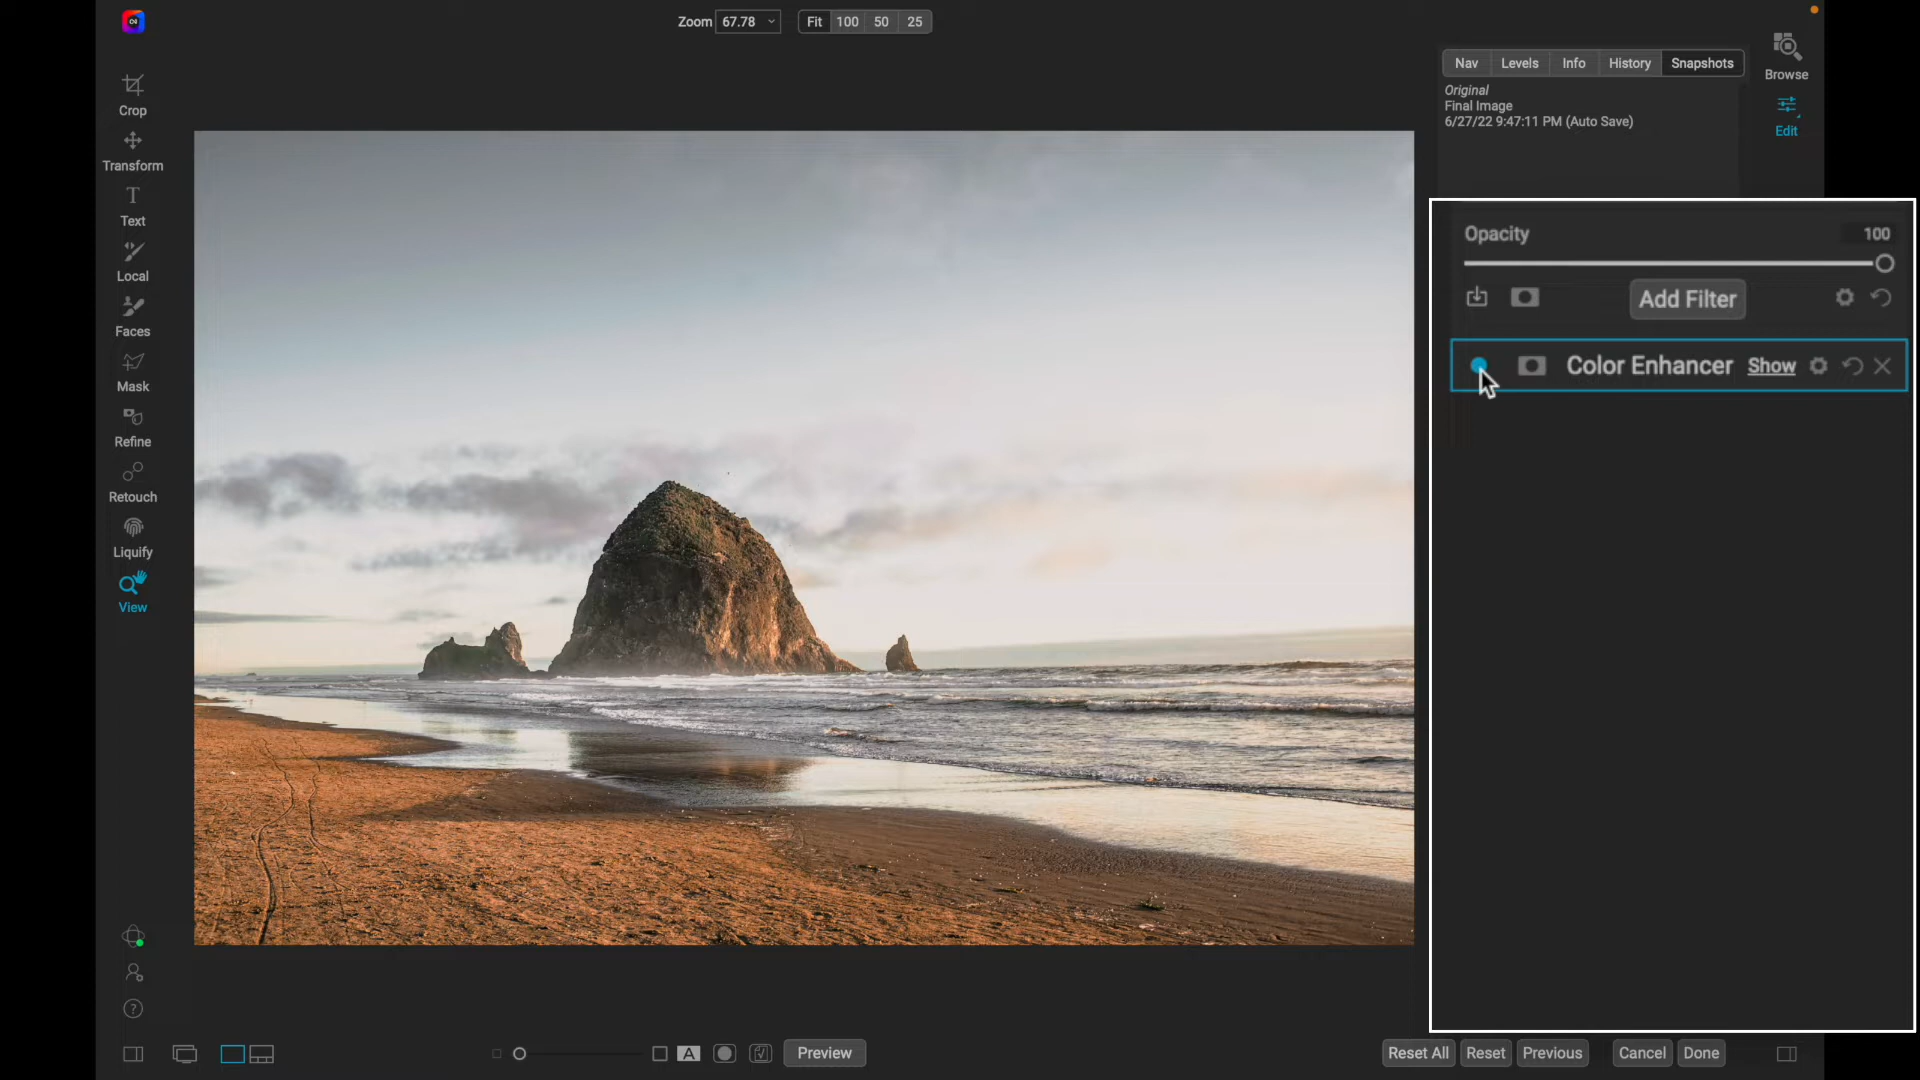 Zoom 67.78 Fit 100 50 25
Crop
Transform
T
Text
Local
Faces
Mask
Refine
Retouch
Liquify
View
Nav Levels Info History Snapshots
Original
Final Image
6/27/22 9:47:11 PM (Auto Save)
Browse
Edit
Opacity 100
Add Filter
Color Enhancer Show
?
A Preview
Reset All Reset Previous Cancel Done